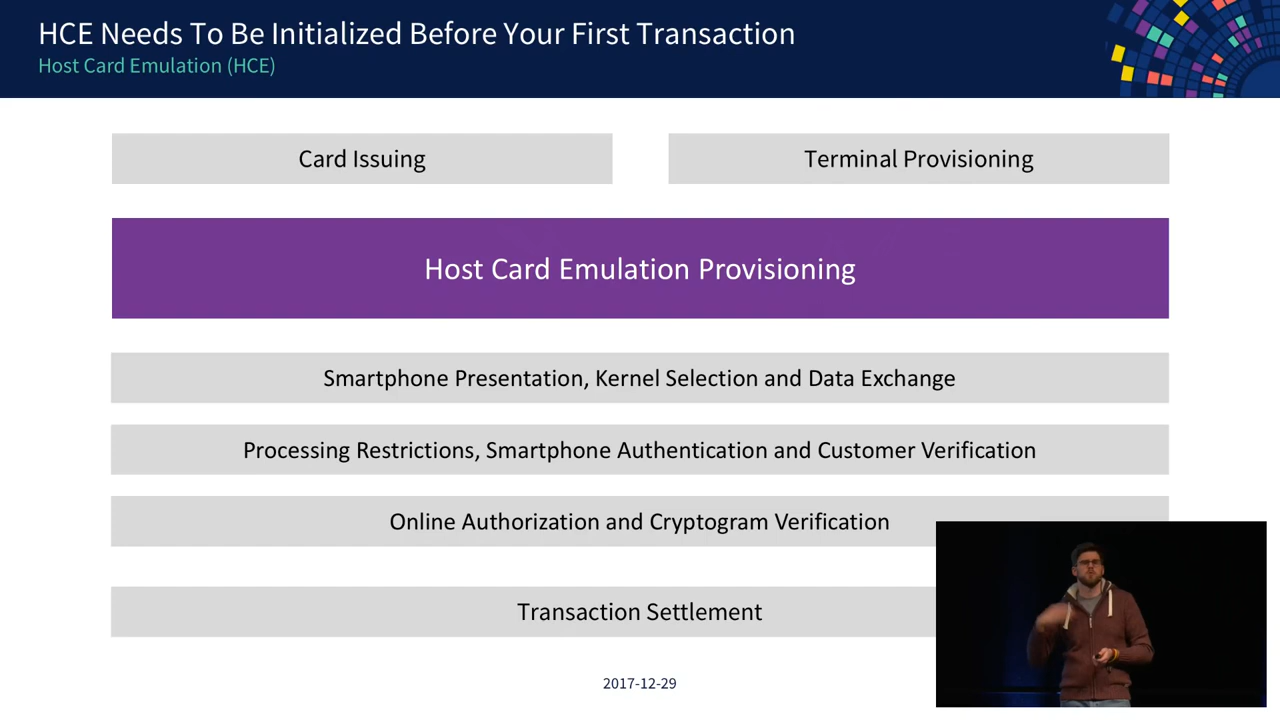 HCE Needs To Be Initialized Before Your First Transaction
Host Card Emulation (HCE)
Card Issuing
Terminal Provisioning
Host Card Emulation Provisioning
Smartphone Presentation, Kernel Selection and Data Exchange
Processing Restrictions, Smartphone Authentication and Customer Verification
Online Authorization and Cryptogram Verification
Transaction Settlement
2017-12-29